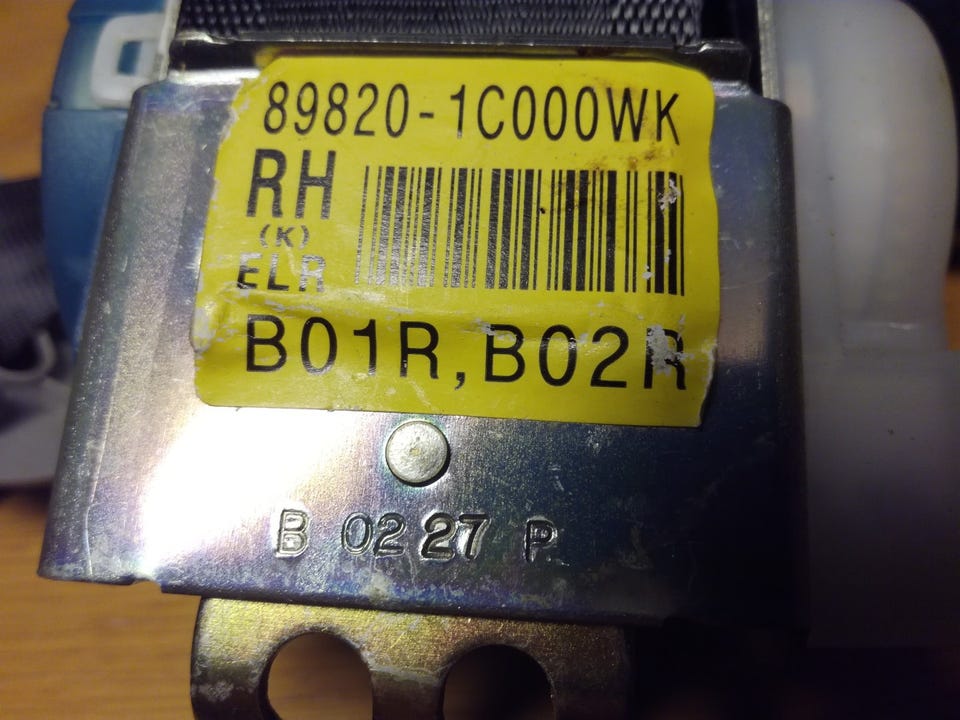 89820-1C000WK
RH
(K)
ELR
B01R, B02R
B 02 27 P